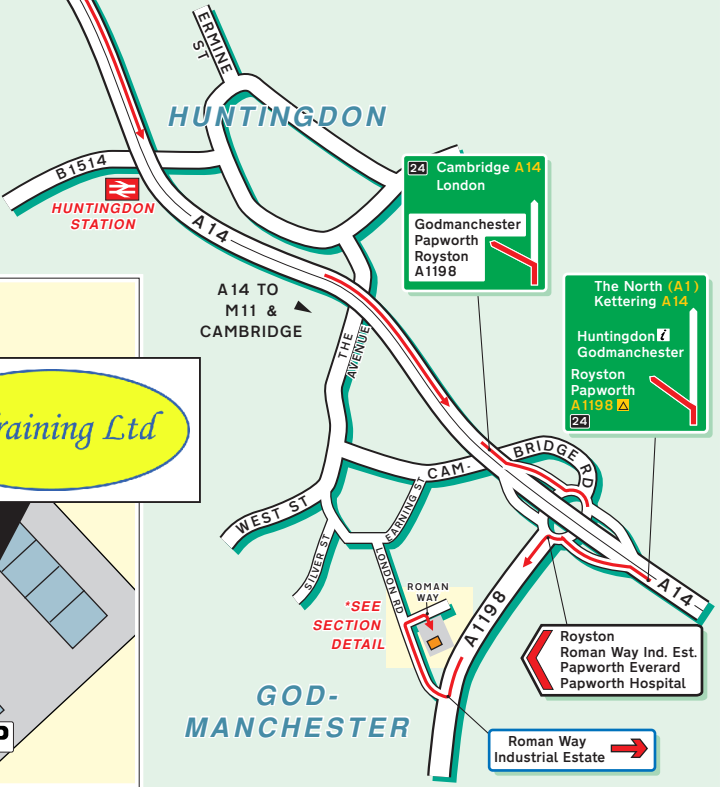 ERMINE
ST
HUNTINGDON
B1514
HUNTINGDON
STATION
A14
24 Cambridge A14
London
Godmanchester
Papworth
Royston
A1198
A14 TO
M11 &
CAMBRIDGE
THE
AVENUE
The North (A1)
Kettering A14
Huntingdon i
Godmanchester
Royston
Papworth
A1198
24
raining Ltd
CAM-
BRIDGE RD
WEST ST
EARNING ST
SILVER ST
LONDON RD
ROMAN
WAY
*SEE
SECTION
DETAIL
A1198
A14
Royston
Roman Way Ind. Est.
Papworth Everard
Papworth Hospital
GOD-
MANCHESTER
Roman Way
Industrial Estate